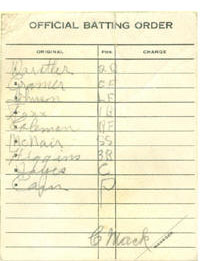 OFFICIAL BATTING ORDER
ORIGINAL POS. CHANGE
Cramer CF
Johnson LF
Foxx 1B
Coleman RF
McNair SS
Higgins 3B
Hayes C
Cain P
C Mack